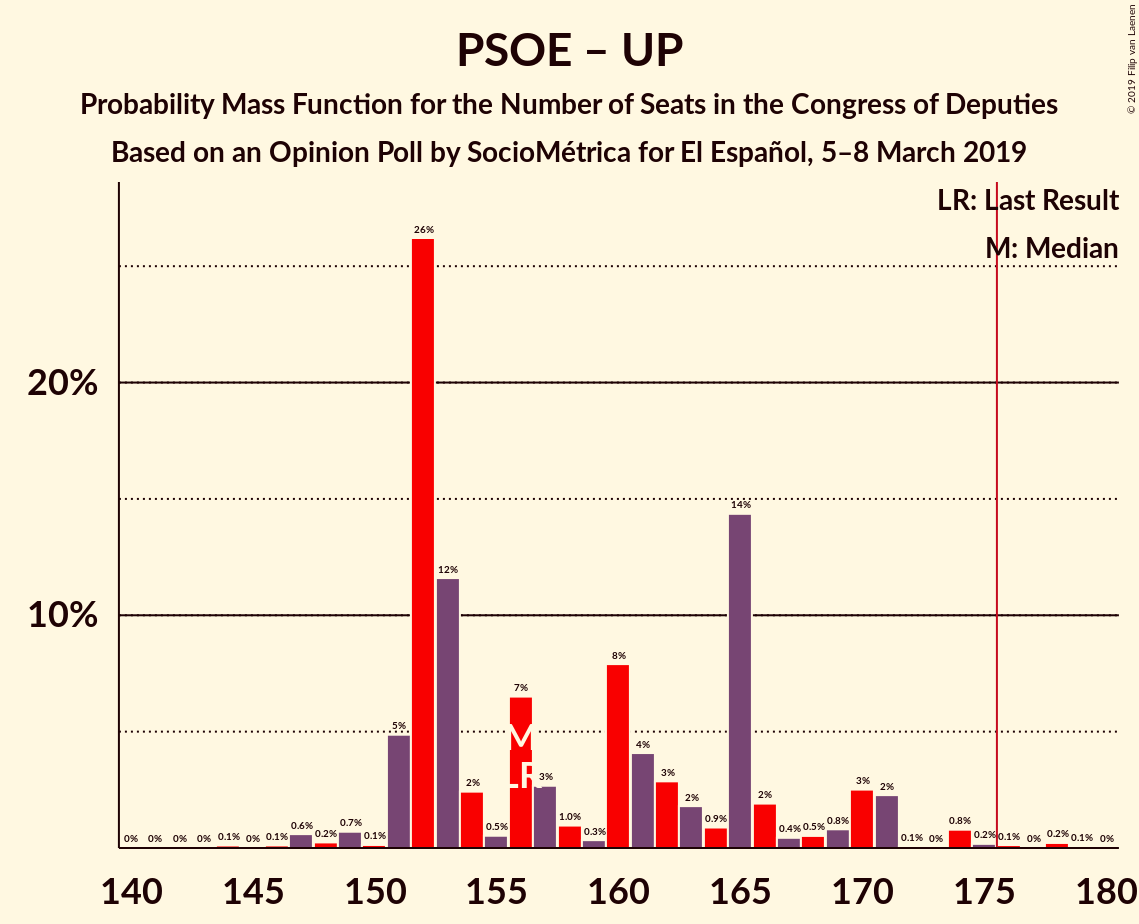 © 2019 Filip van Laenen
PSOE – UP
Probability Mass Function for the Number of Seats in the Congress of Deputies
Based on an Opinion Poll by SocioMétrica for El Español, 5–8 March 2019
LR: Last Result
M: Median
20%
10%
0% 0% 0% 0% 0.1% 0% 0.1% 0.6% 0.2% 0.7% 0.1% 5% 26% 12% 2% 0.5% 7% 3% 1.0% 0.3% 8% 4% 3% 2% 0.9% 14% 2% 0.4% 0.5% 0.8% 3% 2% 0.1% 0% 0.8% 0.2% 0.1% 0% 0.2% 0.1% 0%
M
LR
140 145 150 155 160 165 170 175 180